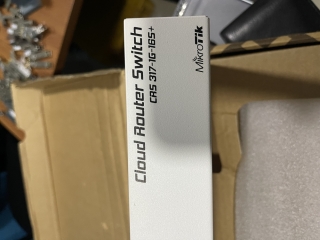 Cloud Router Switch
CRS 317-1G-16S+
MikroTik